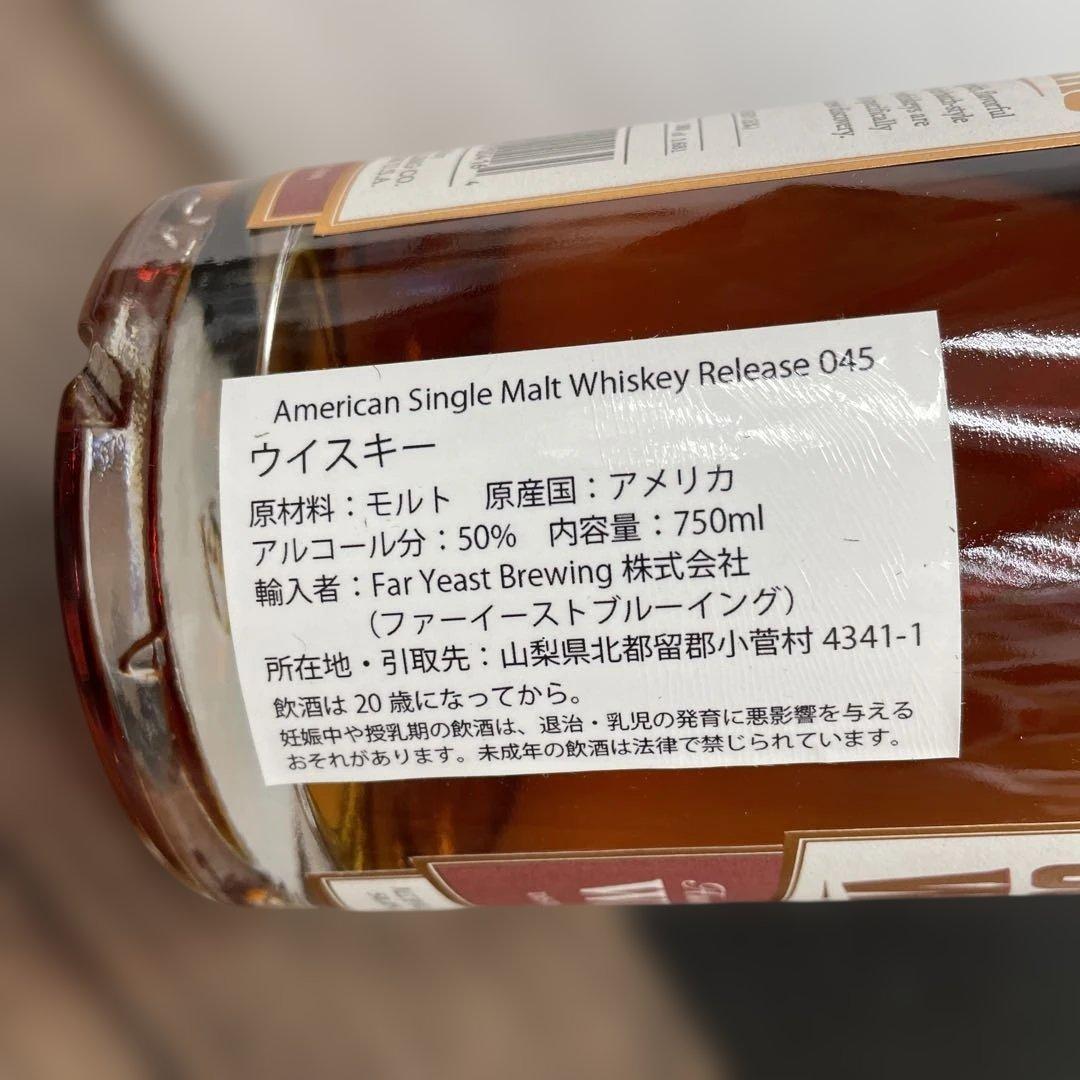 American Single Malt Whiskey Release 045
ウイスキー
原材料：モルト　原産国：アメリカ
アルコール分：50%　内容量：750ml
輸入者：Far Yeast Brewing 株式会社
（ファーイーストブルーイング）
所在地・引取先：山梨県北都留郡小菅村 4341-1
飲酒は 20 歳になってから。
妊娠中や授乳期の飲酒は、退治・乳児の発育に悪影響を与える
おそれがあります。未成年の飲酒は法律で禁じられています。